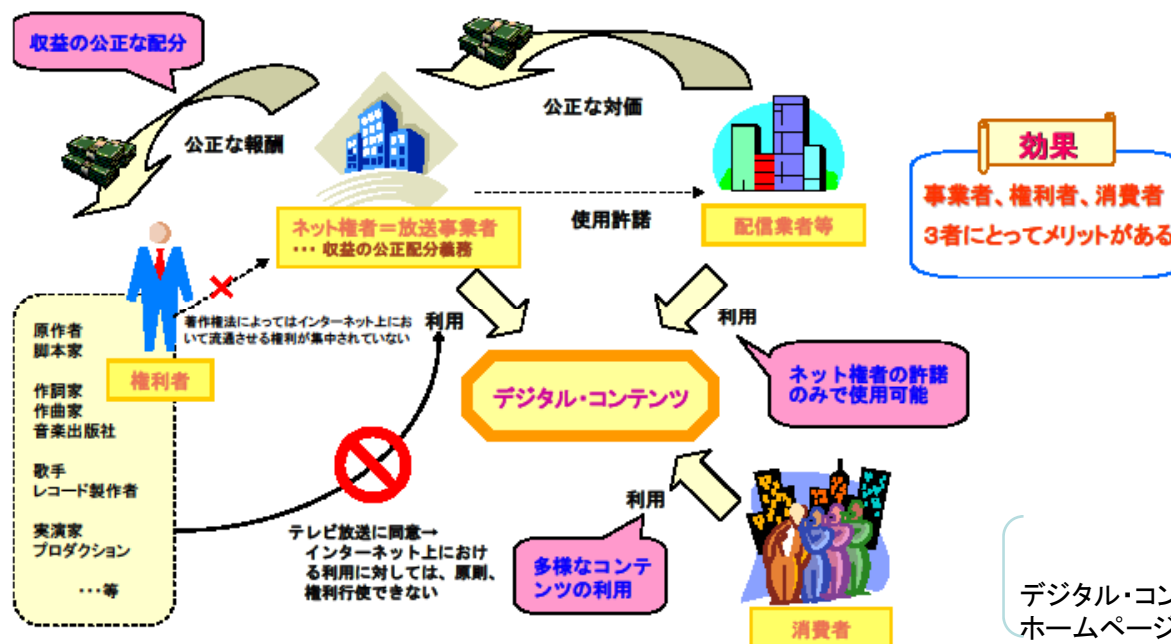 収益の公正な配分
公正な報酬
公正な対価
ネット権者＝放送事業者
･･･ 収益の公正配分義務
使用許諾
配信業者等
効果
事業者、権利者、消費者
3者にとってメリットがある
著作権法によってはインターネット上にお
いて流通させる権利が集中されていない
権利者
原作者
脚本家
作詞家
作曲家
音楽出版社
歌手
レコード製作者
実演家
プロダクション
･･･等
利用
利用
デジタル・コンテンツ
ネット権者の許諾
のみで使用可能
テレビ放送に同意→
インターネット上におけ
る利用に対しては、原則、
権利行使できない
利用
多様なコンテ
ンツの利用
消費者
デジタル・コン
ホームページ